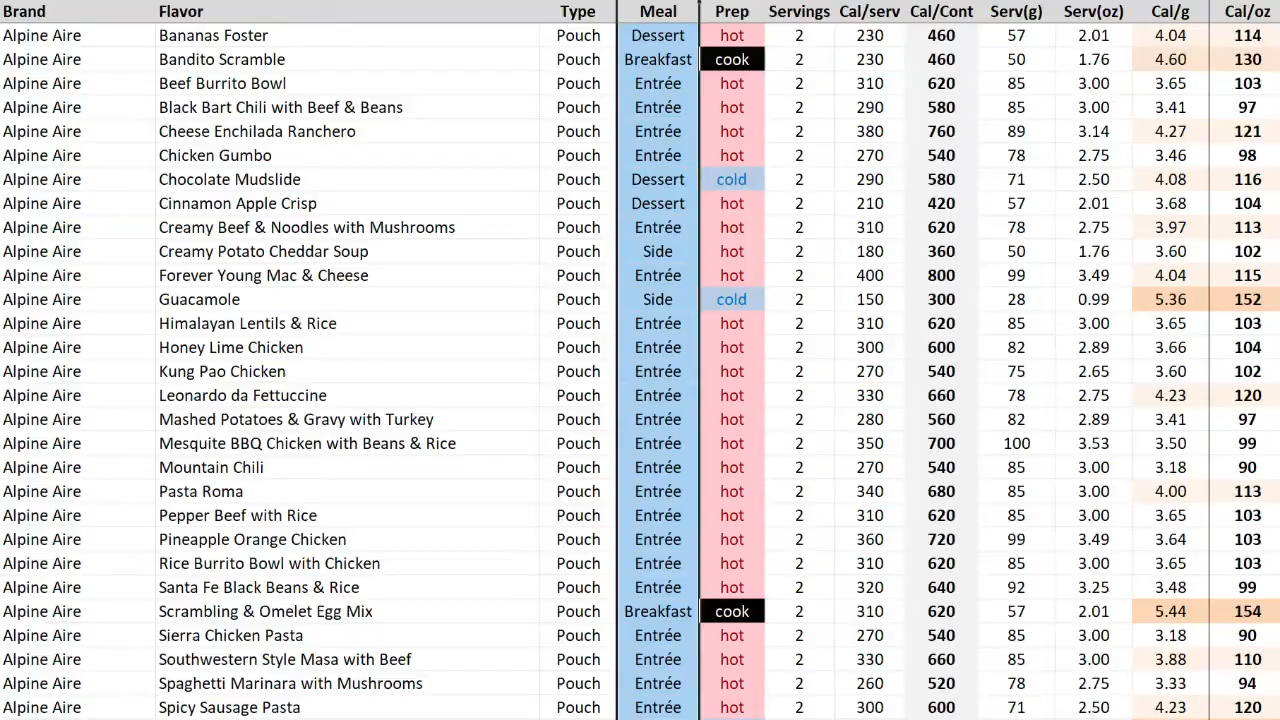 Brand Flavor Type Meal Prep Servings Cal/serv Cal/Cont Serv(g) Serv(oz) Cal/g Cal/oz
Alpine Aire Bananas Foster Pouch Dessert hot 2 230 460 57 2.01 4.04 114
Alpine Aire Bandito Scramble Pouch Breakfast cook 2 230 460 50 1.76 4.60 130
Alpine Aire Beef Burrito Bowl Pouch Entrée hot 2 310 620 85 3.00 3.65 103
Alpine Aire Black Bart Chili with Beef & Beans Pouch Entrée hot 2 290 580 85 3.00 3.41 97
Alpine Aire Cheese Enchilada Ranchero Pouch Entrée hot 2 380 760 89 3.14 4.27 121
Alpine Aire Chicken Gumbo Pouch Entrée hot 2 270 540 78 2.75 3.46 98
Alpine Aire Chocolate Mudslide Pouch Dessert cold 2 290 580 71 2.50 4.08 116
Alpine Aire Cinnamon Apple Crisp Pouch Dessert hot 2 210 420 57 2.01 3.68 104
Alpine Aire Creamy Beef & Noodles with Mushrooms Pouch Entrée hot 2 310 620 78 2.75 3.97 113
Alpine Aire Creamy Potato Cheddar Soup Pouch Side hot 2 180 360 50 1.76 3.60 102
Alpine Aire Forever Young Mac & Cheese Pouch Entrée hot 2 400 800 99 3.49 4.04 115
Alpine Aire Guacamole Pouch Side cold 2 150 300 28 0.99 5.36 152
Alpine Aire Himalayan Lentils & Rice Pouch Entrée hot 2 310 620 85 3.00 3.65 103
Alpine Aire Honey Lime Chicken Pouch Entrée hot 2 300 600 82 2.89 3.66 104
Alpine Aire Kung Pao Chicken Pouch Entrée hot 2 270 540 75 2.65 3.60 102
Alpine Aire Leonardo da Fettuccine Pouch Entrée hot 2 330 660 78 2.75 4.23 120
Alpine Aire Mashed Potatoes & Gravy with Turkey Pouch Entrée hot 2 280 560 82 2.89 3.41 97
Alpine Aire Mesquite BBQ Chicken with Beans & Rice Pouch Entrée hot 2 350 700 100 3.53 3.50 99
Alpine Aire Mountain Chili Pouch Entrée hot 2 270 540 85 3.00 3.18 90
Alpine Aire Pasta Roma Pouch Entrée hot 2 340 680 85 3.00 4.00 113
Alpine Aire Pepper Beef with Rice Pouch Entrée hot 2 310 620 85 3.00 3.65 103
Alpine Aire Pineapple Orange Chicken Pouch Entrée hot 2 360 720 99 3.49 3.64 103
Alpine Aire Rice Burrito Bowl with Chicken Pouch Entrée hot 2 310 620 85 3.00 3.65 103
Alpine Aire Santa Fe Black Beans & Rice Pouch Entrée hot 2 320 640 92 3.25 3.48 99
Alpine Aire Scrambling & Omelet Egg Mix Pouch Breakfast cook 2 310 620 57 2.01 5.44 154
Alpine Aire Sierra Chicken Pasta Pouch Entrée hot 2 270 540 85 3.00 3.18 90
Alpine Aire Southwestern Style Masa with Beef Pouch Entrée hot 2 330 660 85 3.00 3.88 110
Alpine Aire Spaghetti Marinara with Mushrooms Pouch Entrée hot 2 260 520 78 2.75 3.33 94
Alpine Aire Spicy Sausage Pasta Pouch Entrée hot 2 300 600 71 2.50 4.23 120